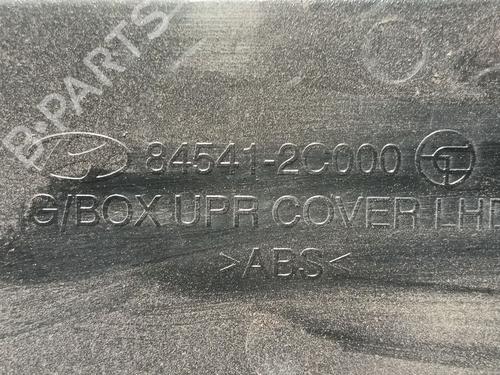 B-PARTS
84541-2C000
G/BOX UPR COVER LHD
>ABS<